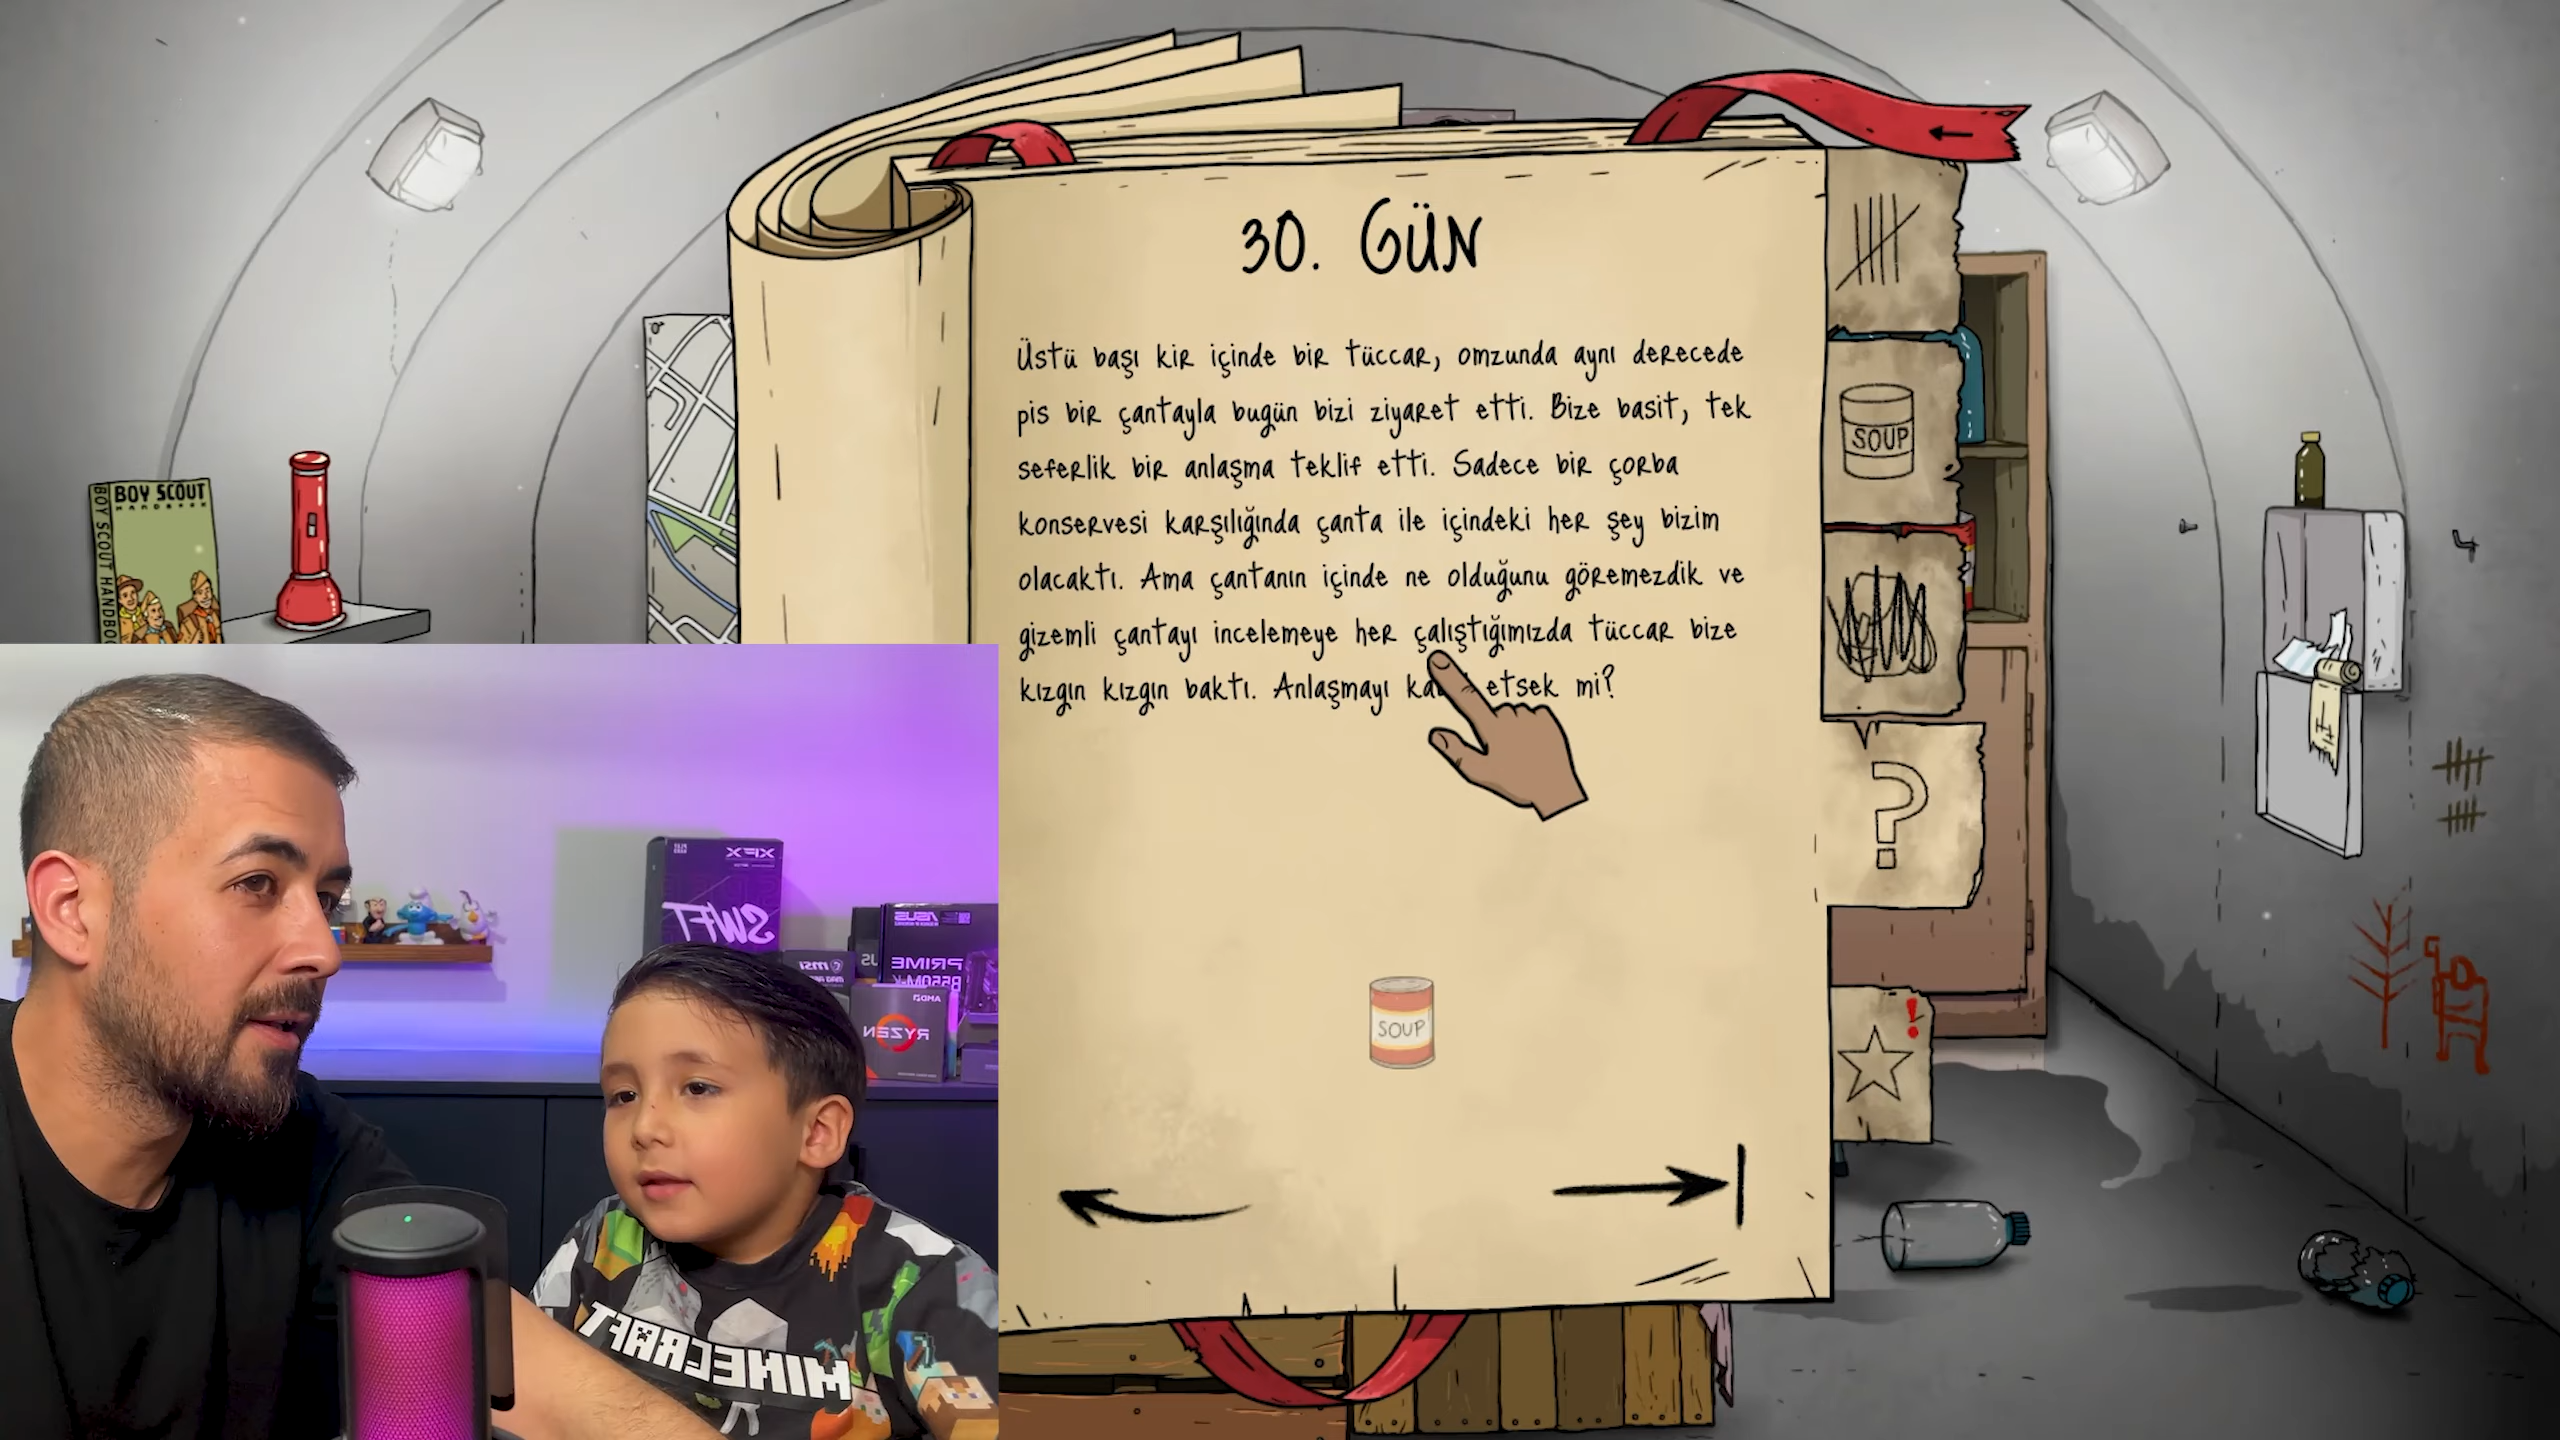 30. GÜN
Üstü başı kir içinde bir tüccar, omzunda aynı derecede
pis bir çantayla bugün bizi ziyaret etti. Bize basit, tek
seferlik bir anlaşma teklif etti. Sadece bir çorba
konservesi karşılığında çanta ile içindeki her şey bizim
olacaktı. Ama çantanın içinde ne olduğunu göremezdik ve
gizemli çantayı incelemeye her çalıştığımızda tüccar bize
kızgın kızgın baktı. Anlaşmayı etsek mi?
SOUP
SOUP
?
!
BOY SCOUT
HANDBOOK
BOY SCOUT HANDBO
XFX
SWFT
ASUS
PRIME
B550M-K
msi
AMD
RYZEN
MINECRAFT